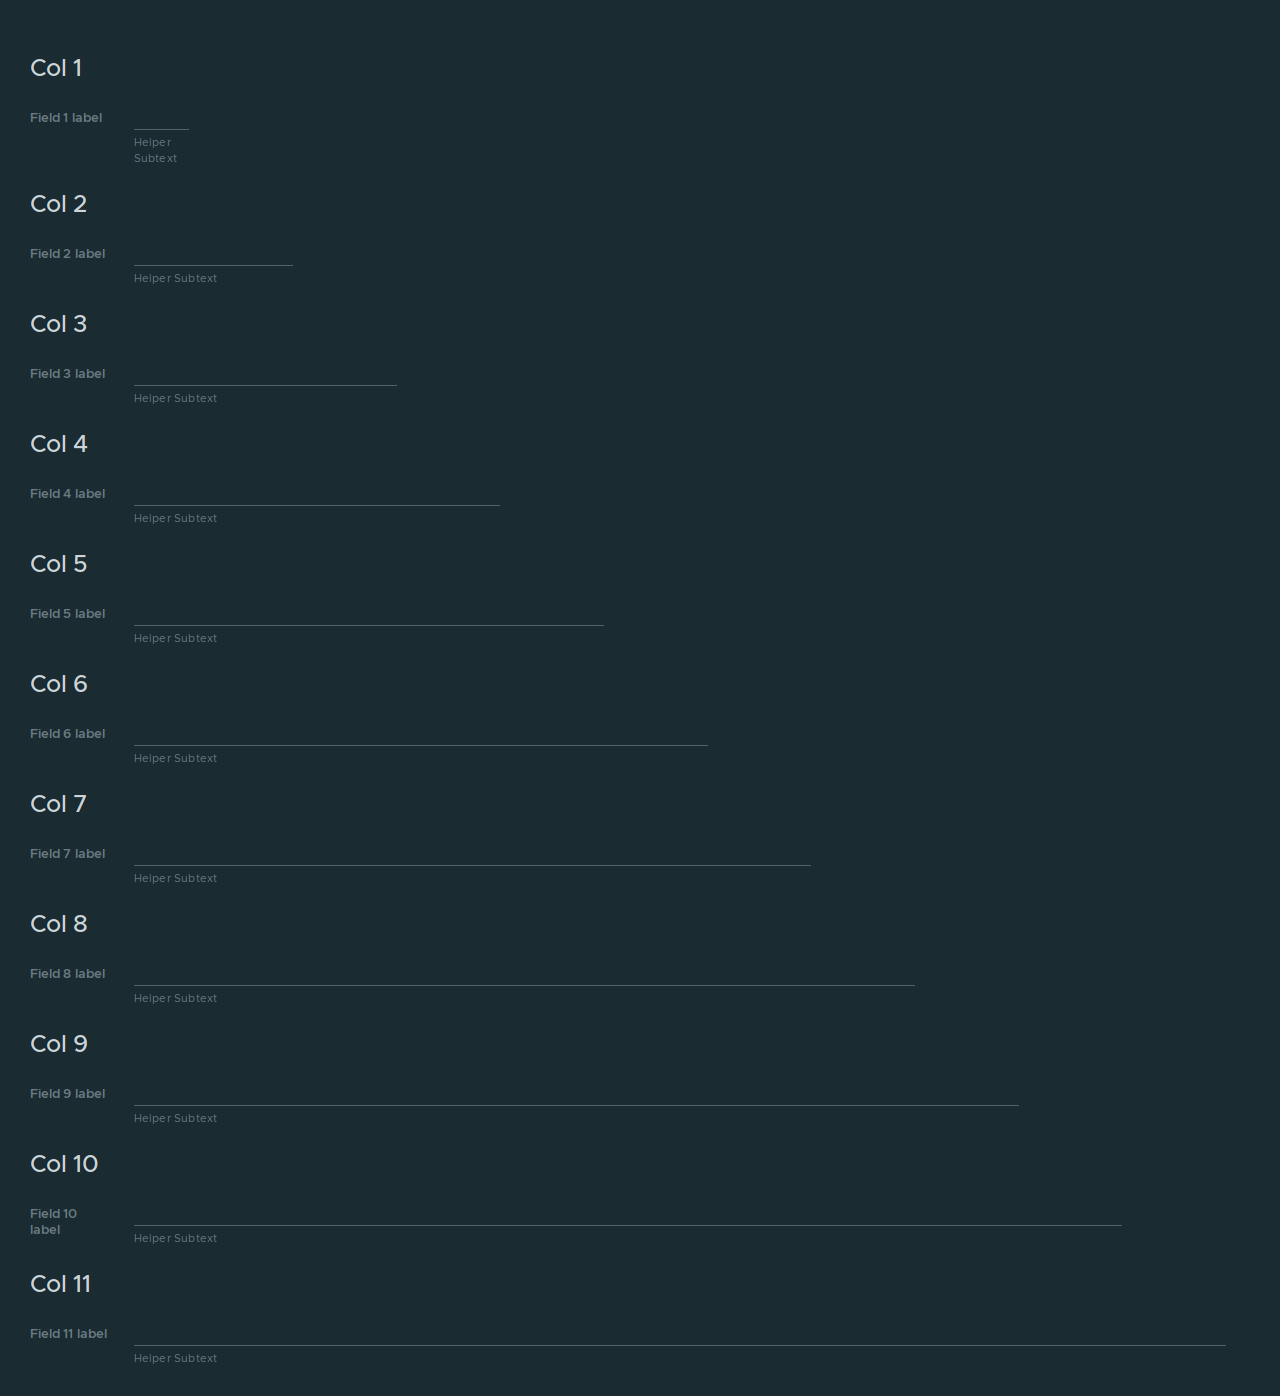 Col 1
Field 1 label
Helper
Subtext
Col 2
Field 2 label
Helper Subtext
Col 3
Field 3 label
Helper Subtext
Col 4
Field 4 label
Helper Subtext
Col 5
Field 5 label
Helper Subtext
Col 6
Field 6 label
Helper Subtext
Col 7
Field 7 label
Helper Subtext
Col 8
Field 8 label
Helper Subtext
Col 9
Field 9 label
Helper Subtext
Col 10
Field 10
label
Helper Subtext
Col 11
Field 11 label
Helper Subtext